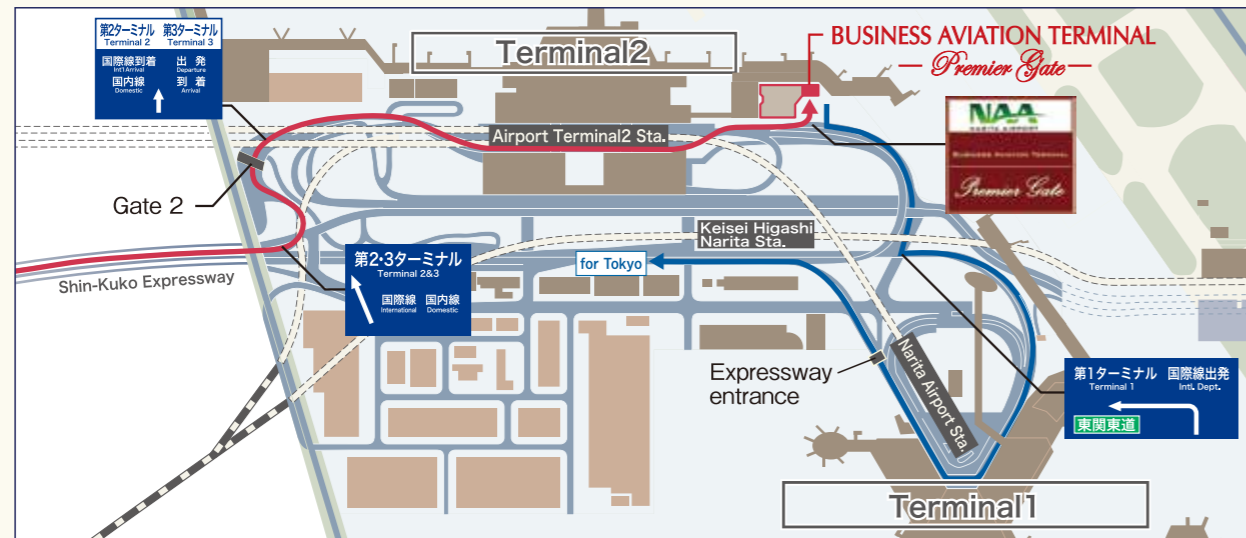 第2ターミナル 第3ターミナル
Terminal 2 Terminal 3
国際線到着 出 発
Int'l Arrival Departure
国内線 到 着
Domestic Arrival
Terminal2
BUSINESS AVIATION TERMINAL
Premier Gate
NAA
NARITA AIRPORT
BUSINESS AVIATION TERMINAL
Premier Gate
Airport Terminal2 Sta.
Gate 2
Keisei Higashi
Narita Sta.
for Tokyo
Shin-Kuko Expressway
第2・3ターミナル
Terminal 2&3
国際線 国内線
International Domestic
Expressway
entrance
Narita Airport Sta.
第1ターミナル 国際線出発
Terminal 1 Intl. Dept.
東関東道
Terminal1